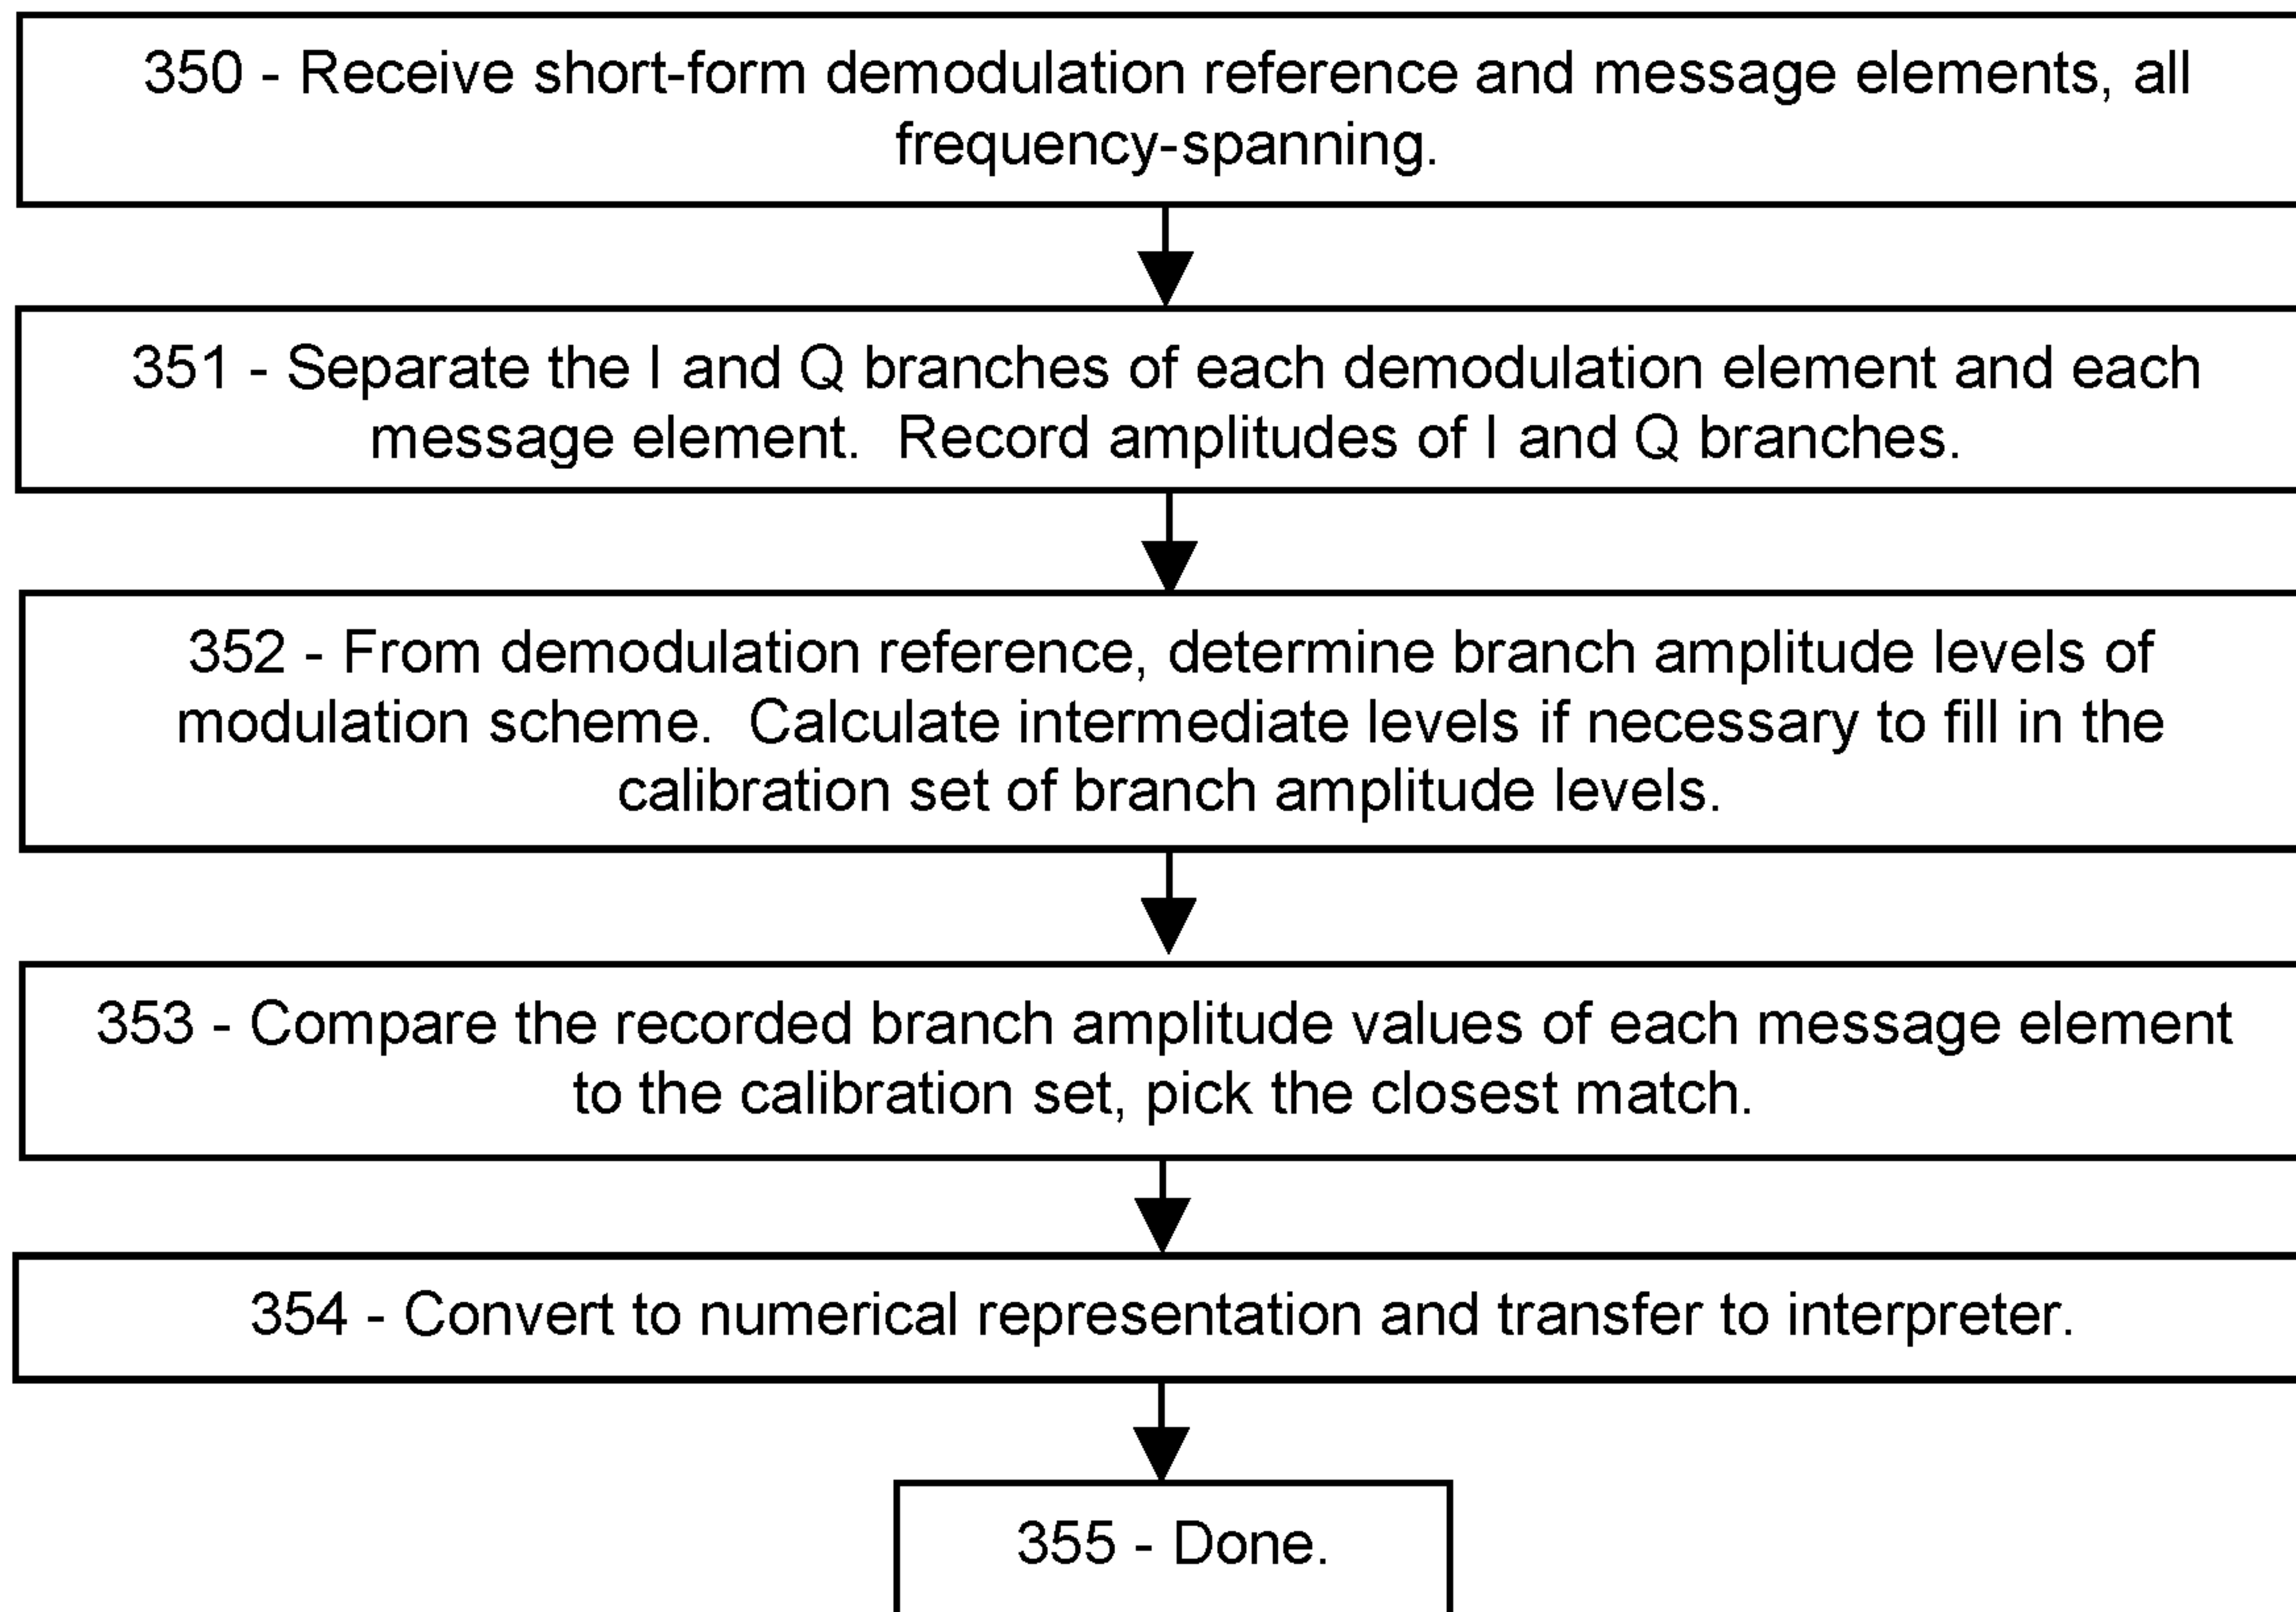 350 - Receive short-form demodulation reference and message elements, all
frequency-spanning.
351 - Separate the I and Q branches of each demodulation element and each
message element.  Record amplitudes of I and Q branches.
352 - From demodulation reference, determine branch amplitude levels of
modulation scheme.  Calculate intermediate levels if necessary to fill in the
calibration set of branch amplitude levels.
353 - Compare the recorded branch amplitude values of each message element
to the calibration set, pick the closest match.
354 - Convert to numerical representation and transfer to interpreter.
355 - Done.